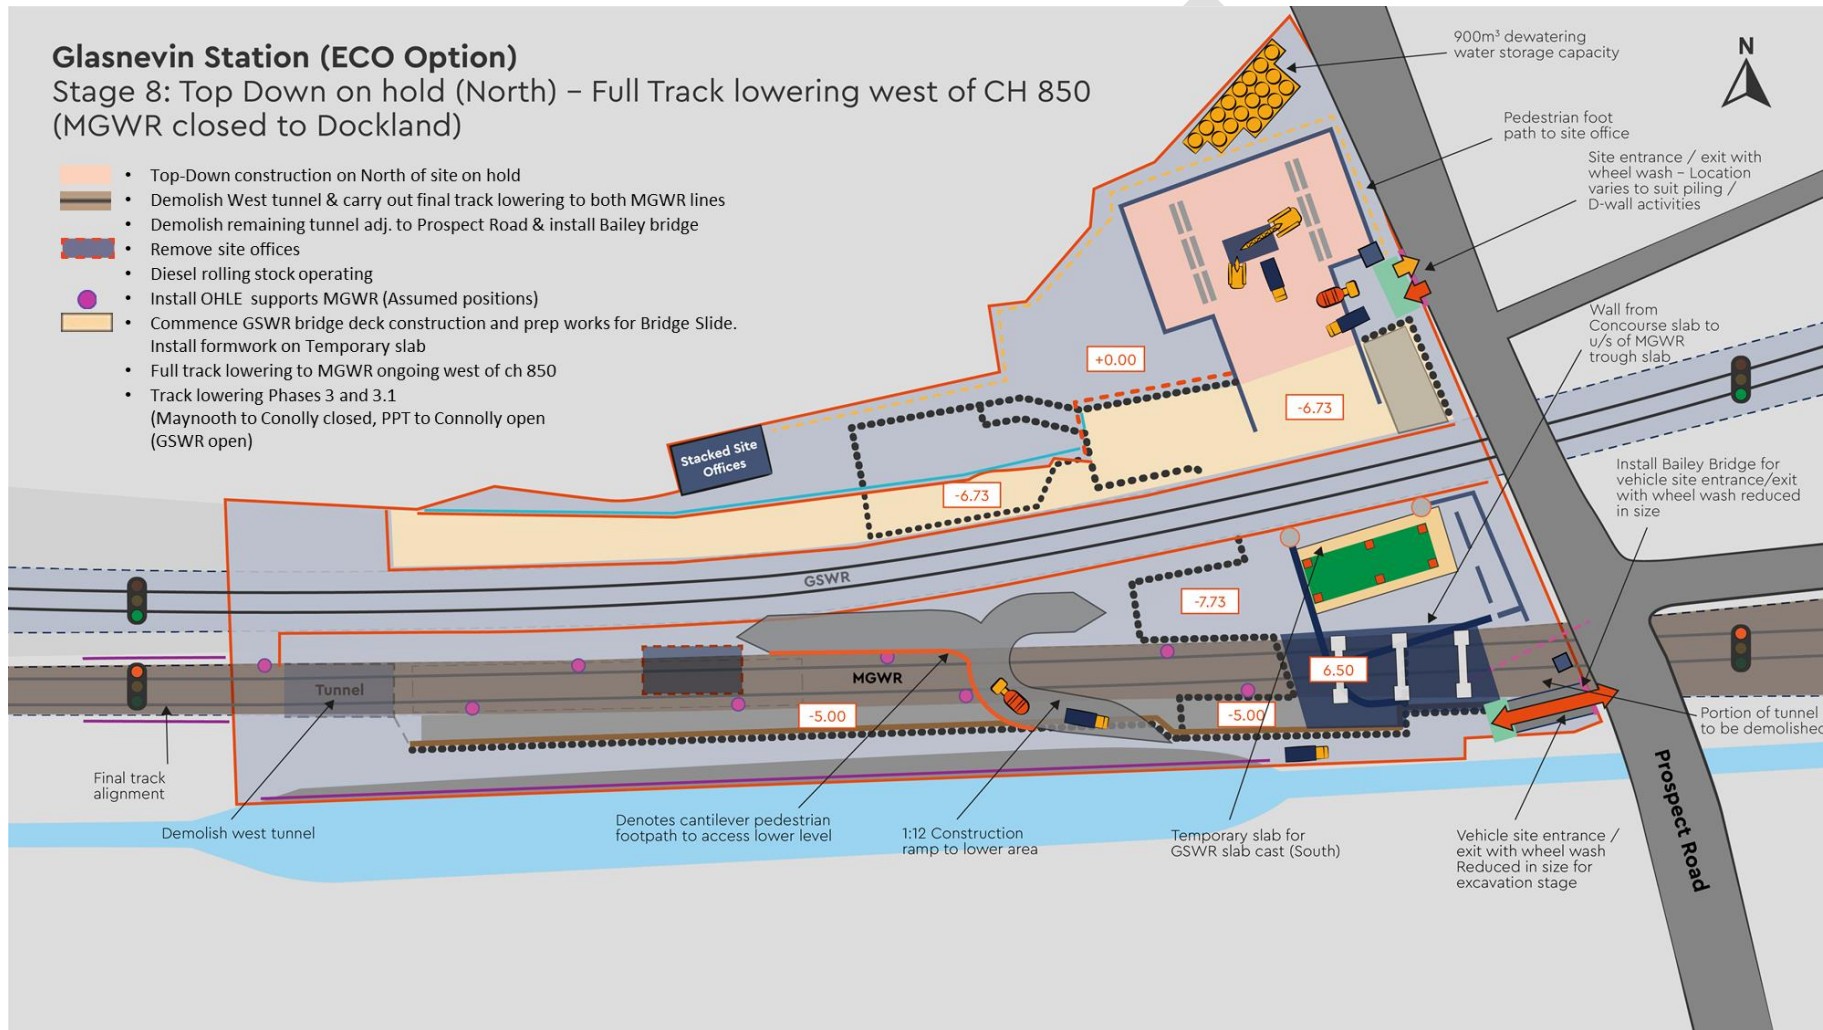 Glasnevin Station (ECO Option)
Stage 8: Top Down on hold (North) – Full Track lowering west of CH 850
(MGWR closed to Dockland)
• Top-Down construction on North of site on hold
• Demolish West tunnel & carry out final track lowering to both MGWR lines
• Demolish remaining tunnel adj. to Prospect Road & install Bailey bridge
• Remove site offices
• Diesel rolling stock operating
• Install OHLE supports MGWR (Assumed positions)
• Commence GSWR bridge deck construction and prep works for Bridge Slide.
Install formwork on Temporary slab
• Full track lowering to MGWR ongoing west of ch 850
• Track lowering Phases 3 and 3.1
(Maynooth to Conolly closed, PPT to Connolly open
(GSWR open)
900m³ dewatering
water storage capacity
N
Pedestrian foot
path to site office
Site entrance / exit with
wheel wash – Location
varies to suit piling /
D-wall activities
Wall from
Concourse slab to
u/s of MGWR
trough slab
+0.00
-6.73
Stacked Site
Offices
-6.73
Install Bailey Bridge for
vehicle site entrance/exit
with wheel wash reduced
in size
GSWR
-7.73
Tunnel
MGWR
6.50
-5.00
-5.00
Portion of tunnel
to be demolished
Prospect Road
Final track
alignment
Demolish west tunnel
Denotes cantilever pedestrian
footpath to access lower level
1:12 Construction
ramp to lower area
Temporary slab for
GSWR slab cast (South)
Vehicle site entrance /
exit with wheel wash
Reduced in size for
excavation stage